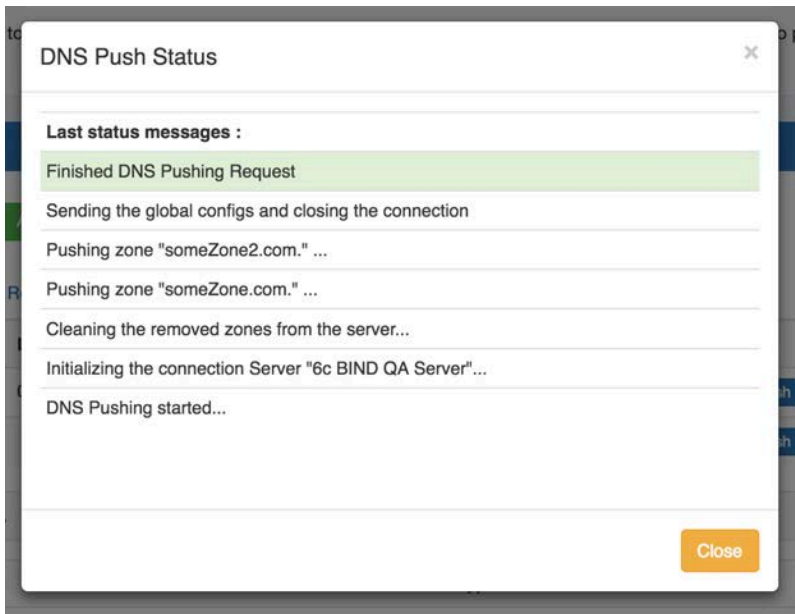 DNS Push Status
×
Last status messages :
Finished DNS Pushing Request
Sending the global configs and closing the connection
Pushing zone "someZone2.com." ...
Pushing zone "someZone.com." ...
Cleaning the removed zones from the server...
Initializing the connection Server "6c BIND QA Server"...
DNS Pushing started...
Close